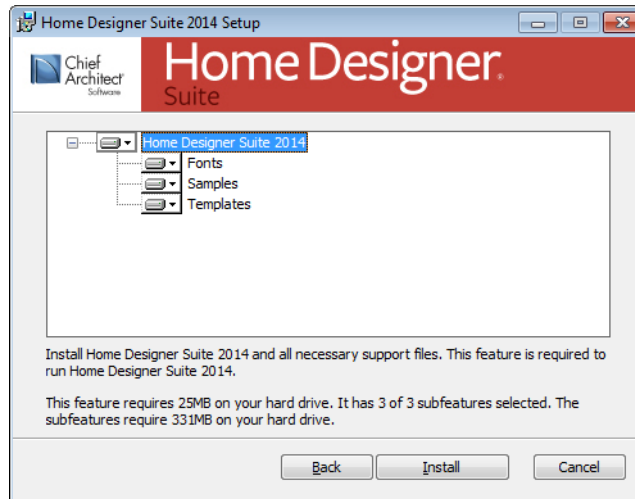 Home Designer Suite 2014 Setup
Chief
Architect
Software
Home Designer
Suite
Home Designer Suite 2014
Fonts
Samples
Templates
Install Home Designer Suite 2014 and all necessary support files. This feature is required to
run Home Designer Suite 2014.
This feature requires 25MB on your hard drive. It has 3 of 3 subfeatures selected. The
subfeatures require 331MB on your hard drive.
Back
Install
Cancel